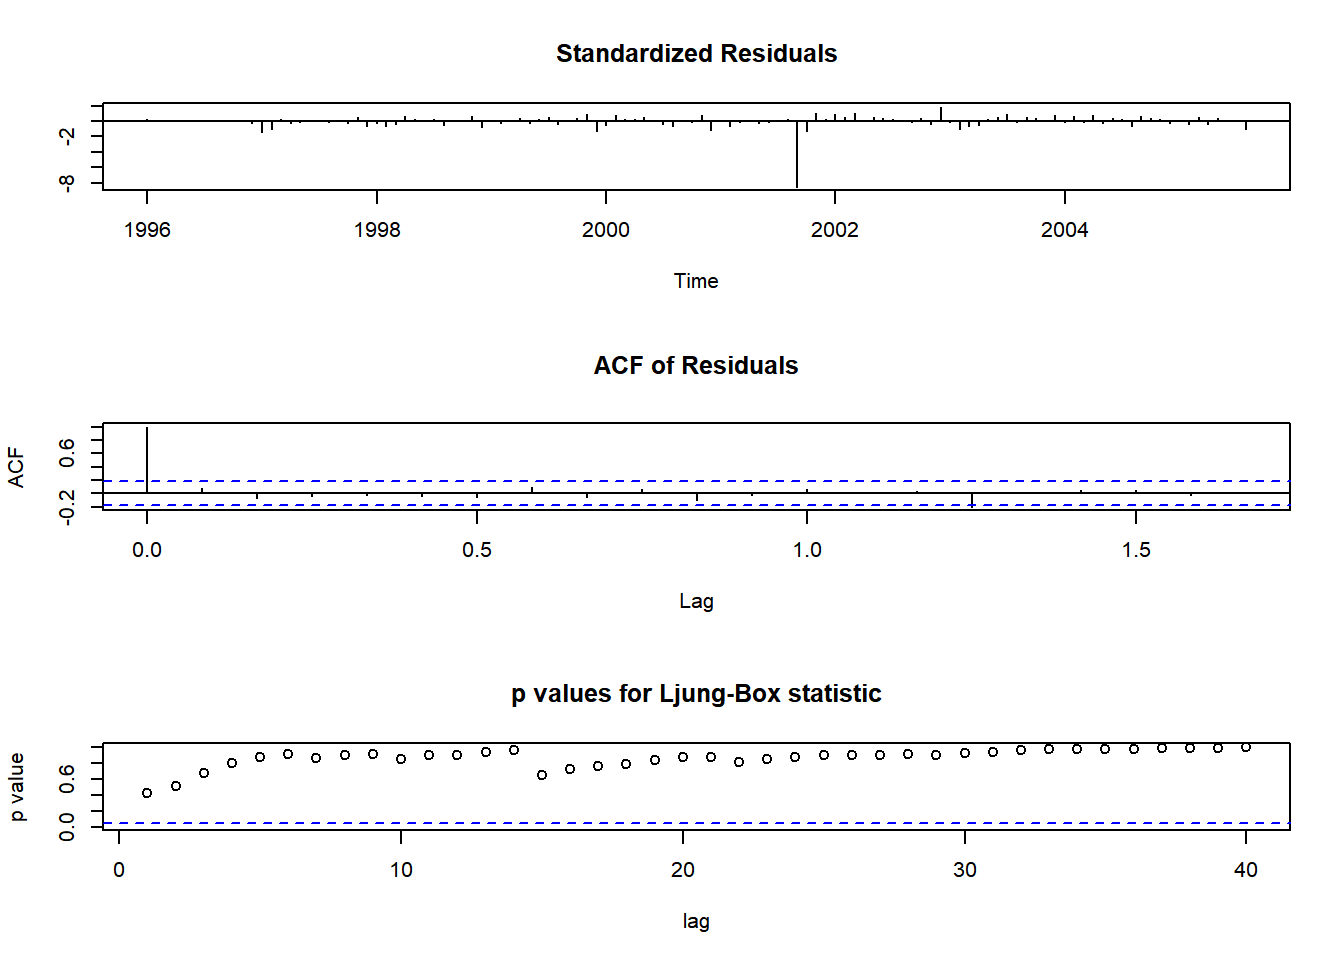 Standardized Residuals
-2
-8
1996 1998 2000 2002 2004
Time
ACF of Residuals
ACF
0.6
-0.2
0.0 0.5 1.0 1.5
Lag
p values for Ljung-Box statistic
p value
0.6
0.0
0 10 20 30 40
lag